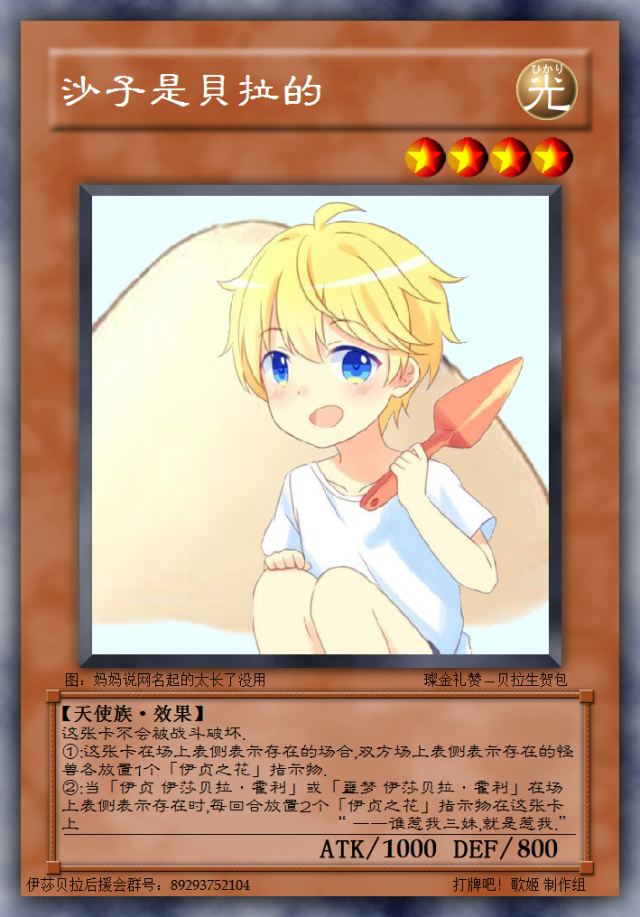 沙子是貝拉的
ひかり
光
图：妈妈说网名起的太长了没用
璨金礼赞－贝拉生贺包
【天使族·效果】
这张卡不会被战斗破坏.
①:这张卡在场上表侧表示存在的场合,双方场上表侧表示存在的怪
兽各放置1个「伊贞之花」指示物.
②:当「伊贞 伊莎贝拉·霍利」或「噩梦 伊莎贝拉·霍利」在场
上表侧表示存在时,每回合放置2个「伊贞之花」指示物在这张卡
上 “ ——谁惹我三妹,就是惹我.”
ATK/1000 DEF/800
伊莎贝拉后援会群号：89293752104
打牌吧！歌姬 制作组